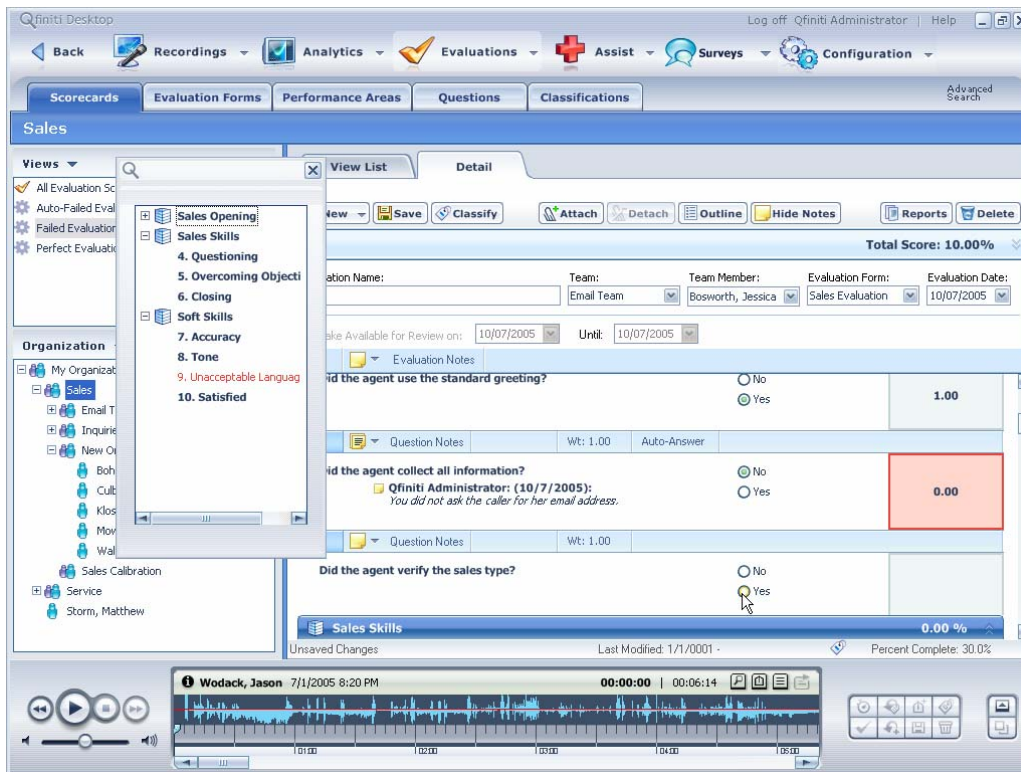 Qfiniti Desktop
Log off Qfiniti Administrator | Help
Back Recordings Analytics Evaluations Assist Surveys Configuration
Scorecards Evaluation Forms Performance Areas Questions Classifications Advanced Search
Sales
Views
All Evaluation Sc
Auto-Failed Eval
Failed Evaluation
Perfect Evaluatio
Sales Opening
Sales Skills
4. Questioning
5. Overcoming Objecti
6. Closing
Soft Skills
7. Accuracy
8. Tone
9. Unacceptable Languag
10. Satisfied
Organization
My Organizat
Sales
Email T
Inquirie
New O
Boh
Culb
Klos
Mov
Wal
Sales Calibration
Service
Storm, Matthew
View List Detail
New Save Classify Attach Detach Outline Hide Notes Reports Delete
Total Score: 10.00%
ation Name: Team: Team Member: Evaluation Form: Evaluation Date:
Email Team Bosworth, Jessica Sales Evaluation 10/07/2005
ake Available for Review on: 10/07/2005 Until: 10/07/2005
Evaluation Notes
id the agent use the standard greeting? No
Yes 1.00
Question Notes Wt: 1.00 Auto-Answer
id the agent collect all information? No
Qfiniti Administrator: (10/7/2005): Yes 0.00
You did not ask the caller for her email address.
Question Notes Wt: 1.00
Did the agent verify the sales type? No
Yes
Sales Skills 0.00 %
Unsaved Changes Last Modified: 1/1/0001 - Percent Complete: 30.0%
Wodack, Jason 7/1/2005 8:20 PM 00:00:00 | 00:06:14
01:00 02:00 03:00 04:00 05:00